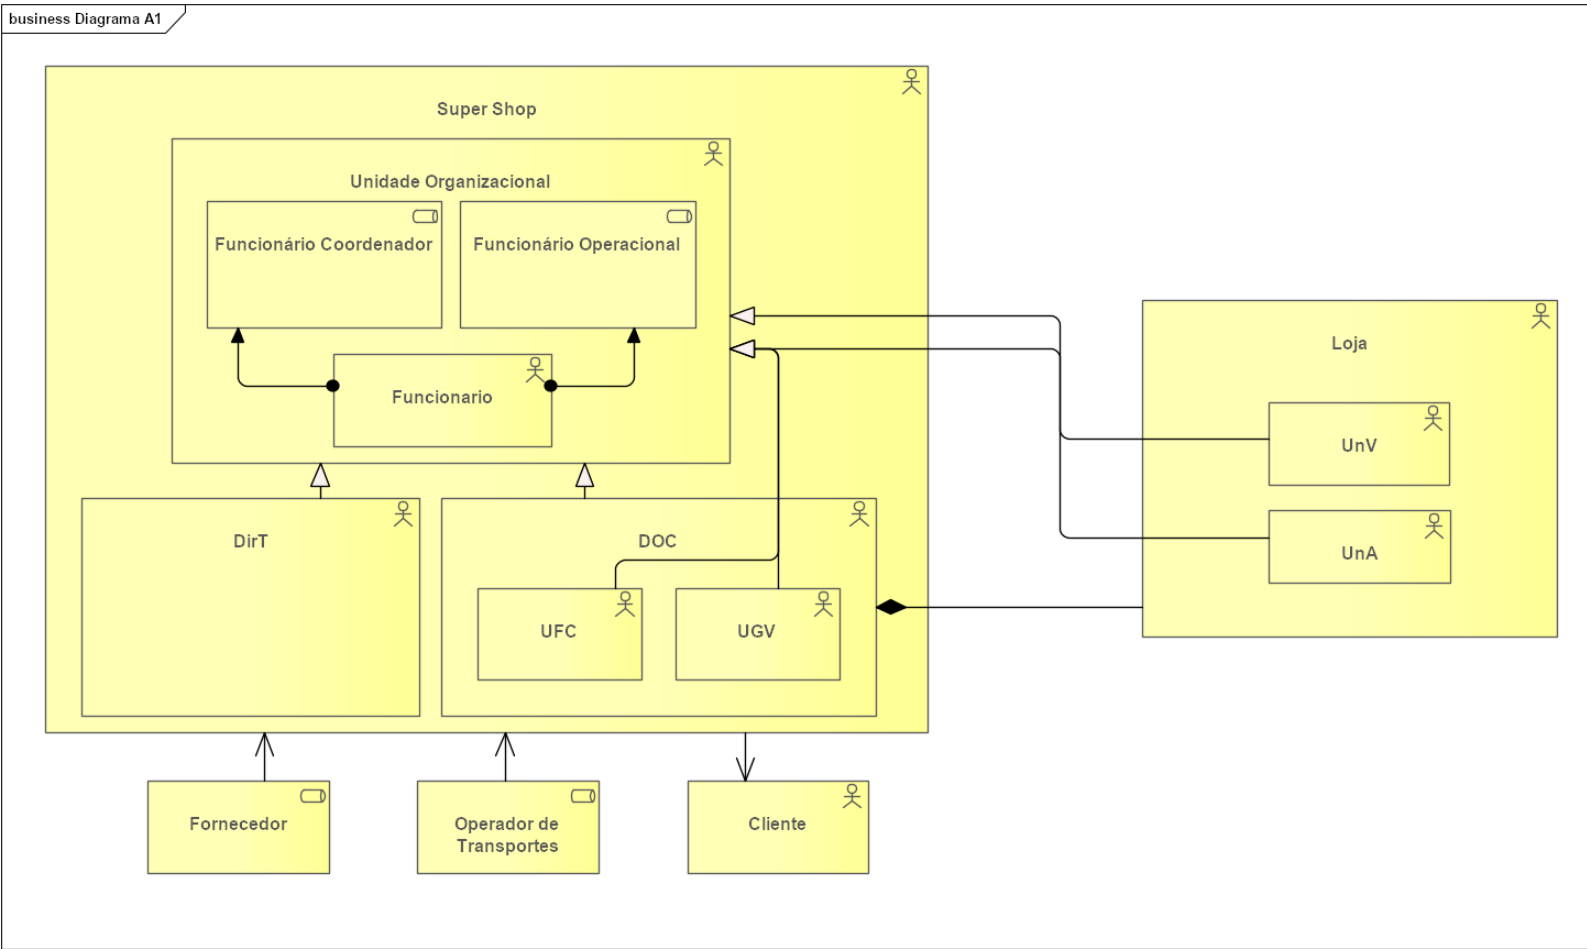 business Diagrama A1
Super Shop
Unidade Organizacional
Funcionário Coordenador
Funcionário Operacional
Funcionario
Loja
UnV
UnA
DirT
DOC
UFC
UGV
Fornecedor
Operador de
Transportes
Cliente